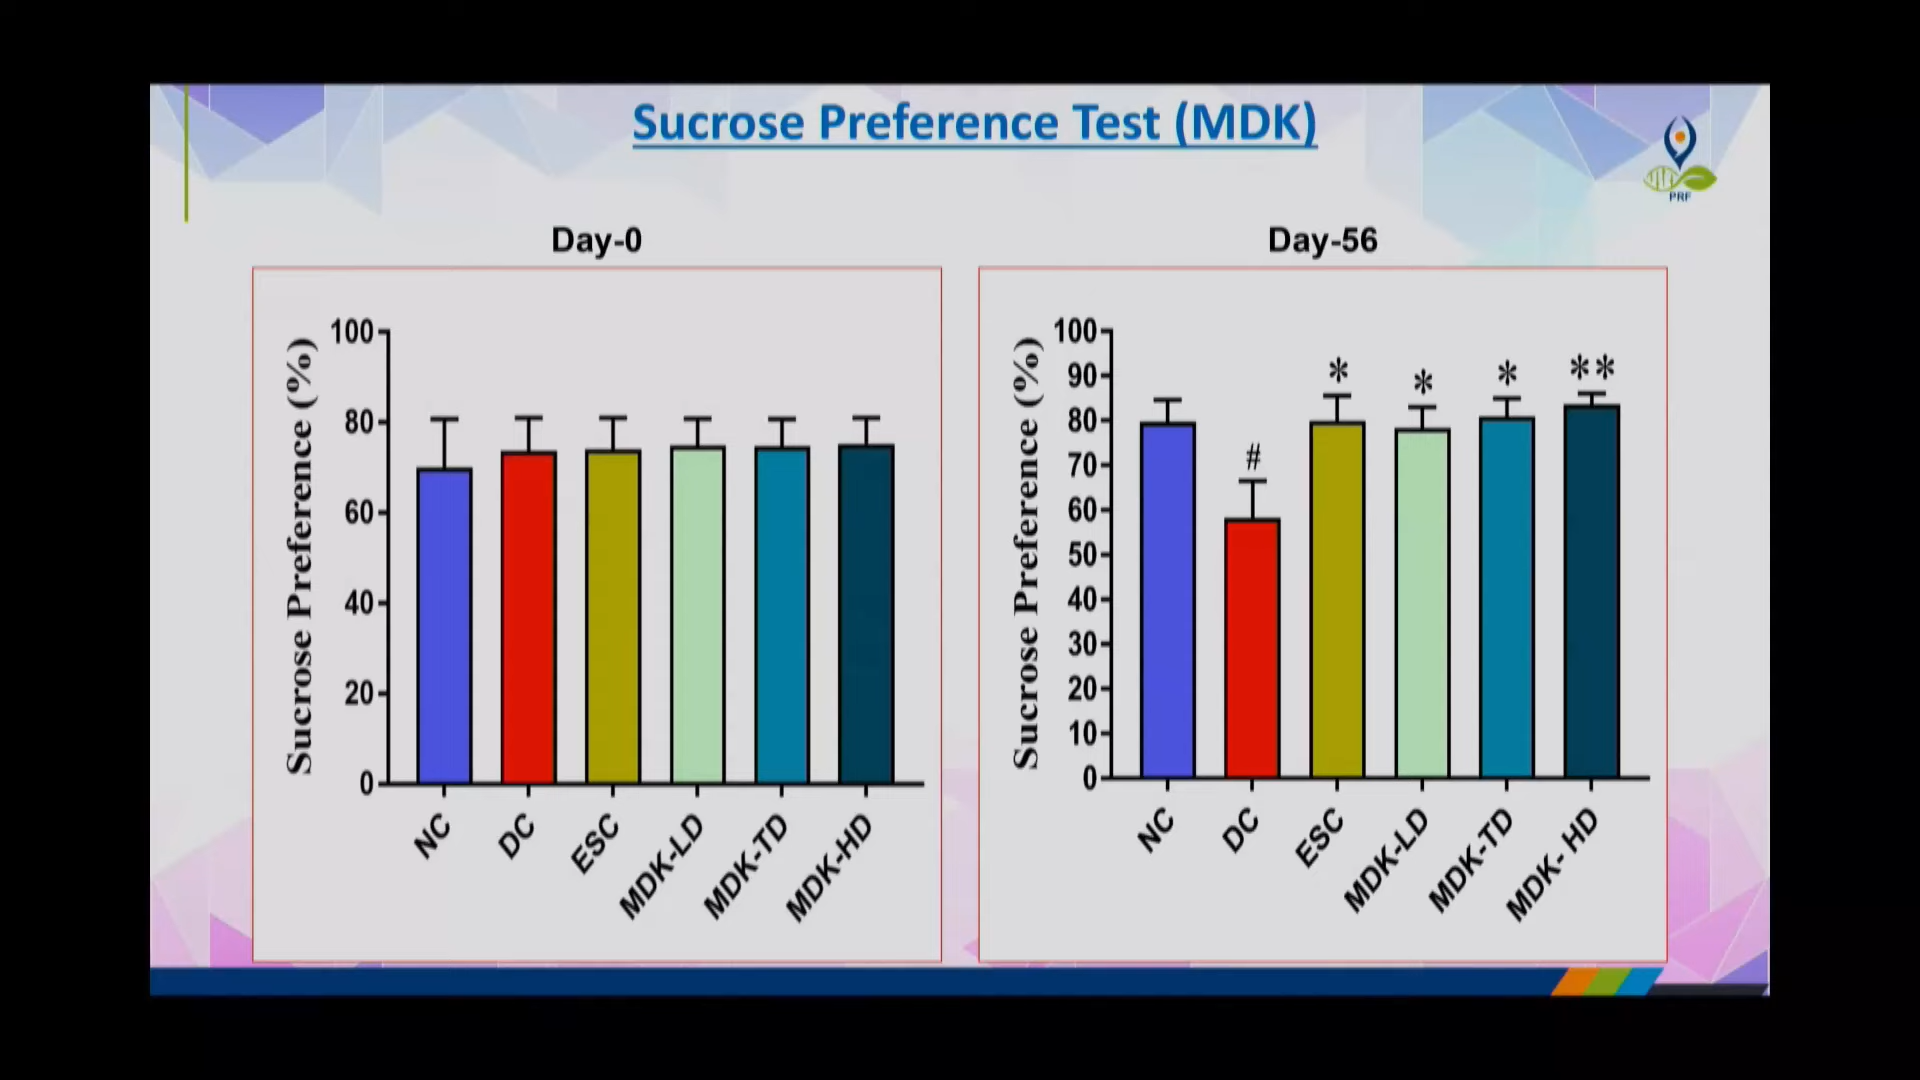 Sucrose Preference Test (MDK)
PRF
Day-0
Sucrose Preference (%)
100
80
60
40
20
0
NC
DC
ESC
MDK-LD
MDK-TD
MDK-HD
Day-56
Sucrose Preference (%)
100
90
80
70
60
50
40
30
20
10
0
#
*
*
*
**
NC
DC
ESC
MDK-LD
MDK-TD
MDK- HD